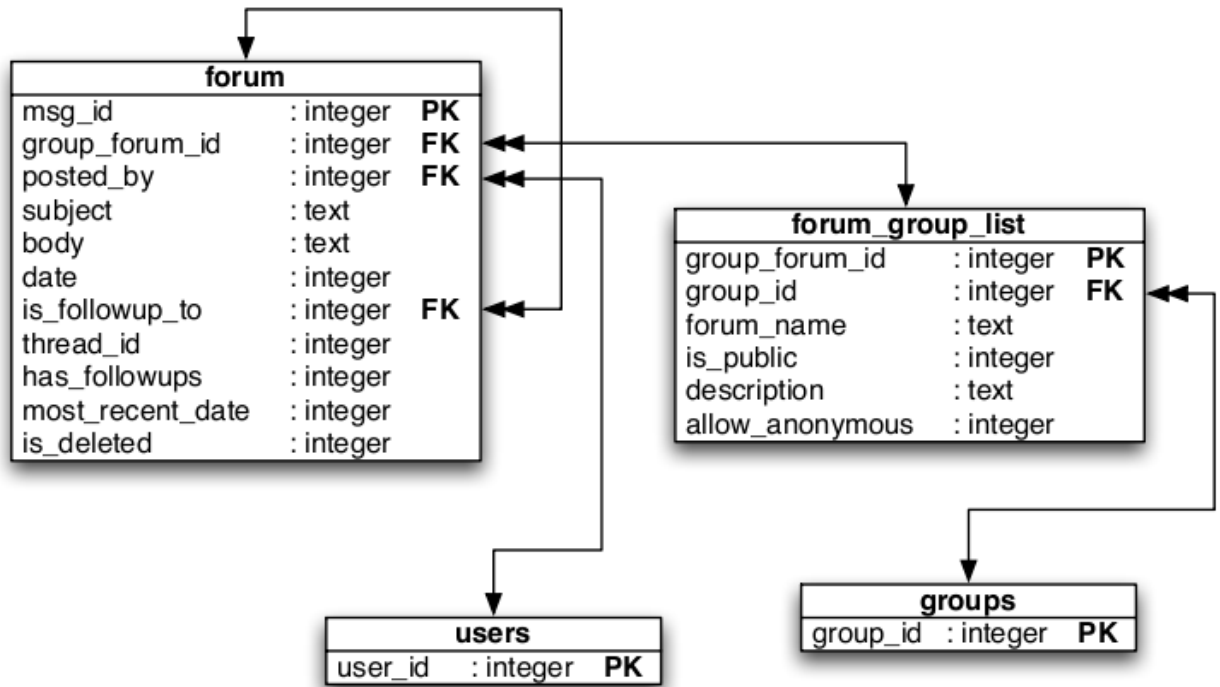 forum
msg_id : integer PK
group_forum_id : integer FK
posted_by : integer FK
subject : text
body : text
date : integer
is_followup_to : integer FK
thread_id : integer
has_followups : integer
most_recent_date : integer
is_deleted : integer
forum_group_list
group_forum_id : integer PK
group_id : integer FK
forum_name : text
is_public : integer
description : text
allow_anonymous : integer
users
user_id : integer PK
groups
group_id : integer PK